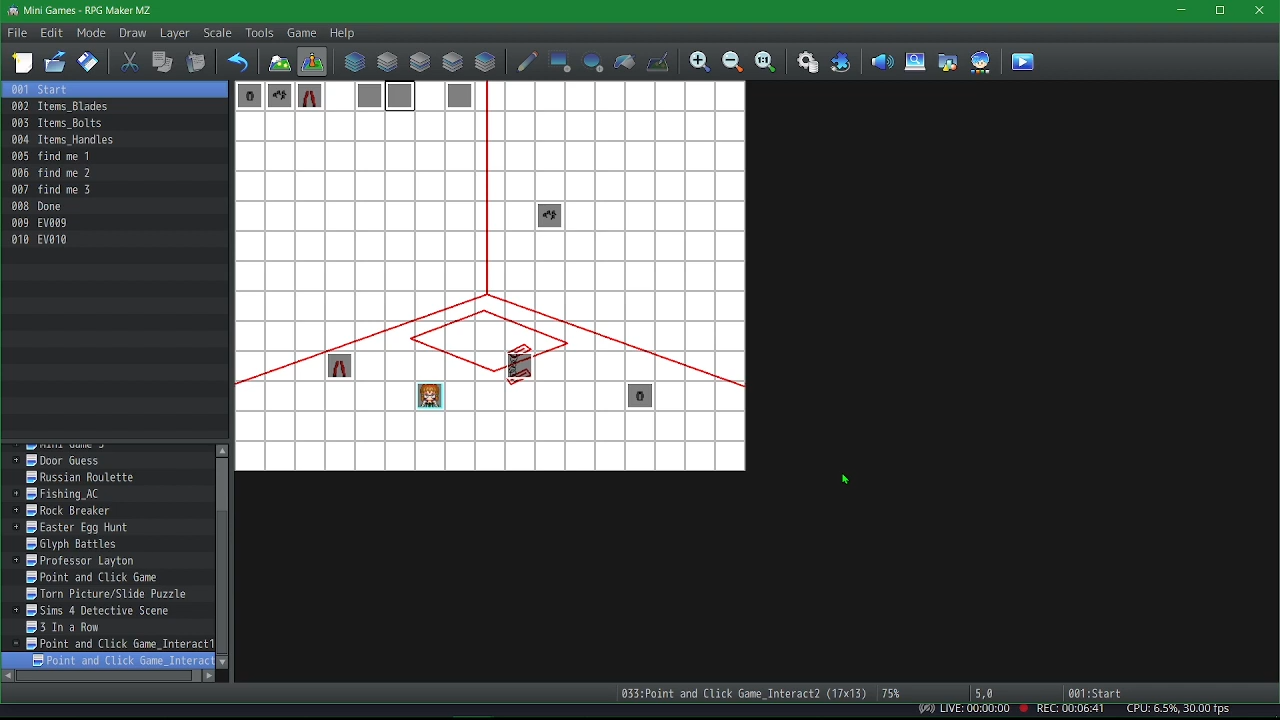 Mini Games - RPG Maker MZ
File Edit Mode Draw Layer Scale Tools Game Help
001 Start
002 Items_Blades
003 Items_Bolts
004 Items_Handles
005 find me 1
006 find me 2
007 find me 3
008 Done
009 EV009
010 EV010
Mini Game 3
Door Guess
Russian Roulette
Fishing_AC
Rock Breaker
Easter Egg Hunt
Glyph Battles
Professor Layton
Point and Click Game
Torn Picture/Slide Puzzle
Sims 4 Detective Scene
3 In a Row
Point and Click Game_Interact1
Point and Click Game_Interact
033:Point and Click Game_Interact2 (17x13) 75% 5,0 001:Start
LIVE: 00:00:00 REC: 00:06:41 CPU: 6.5%, 30.00 fps